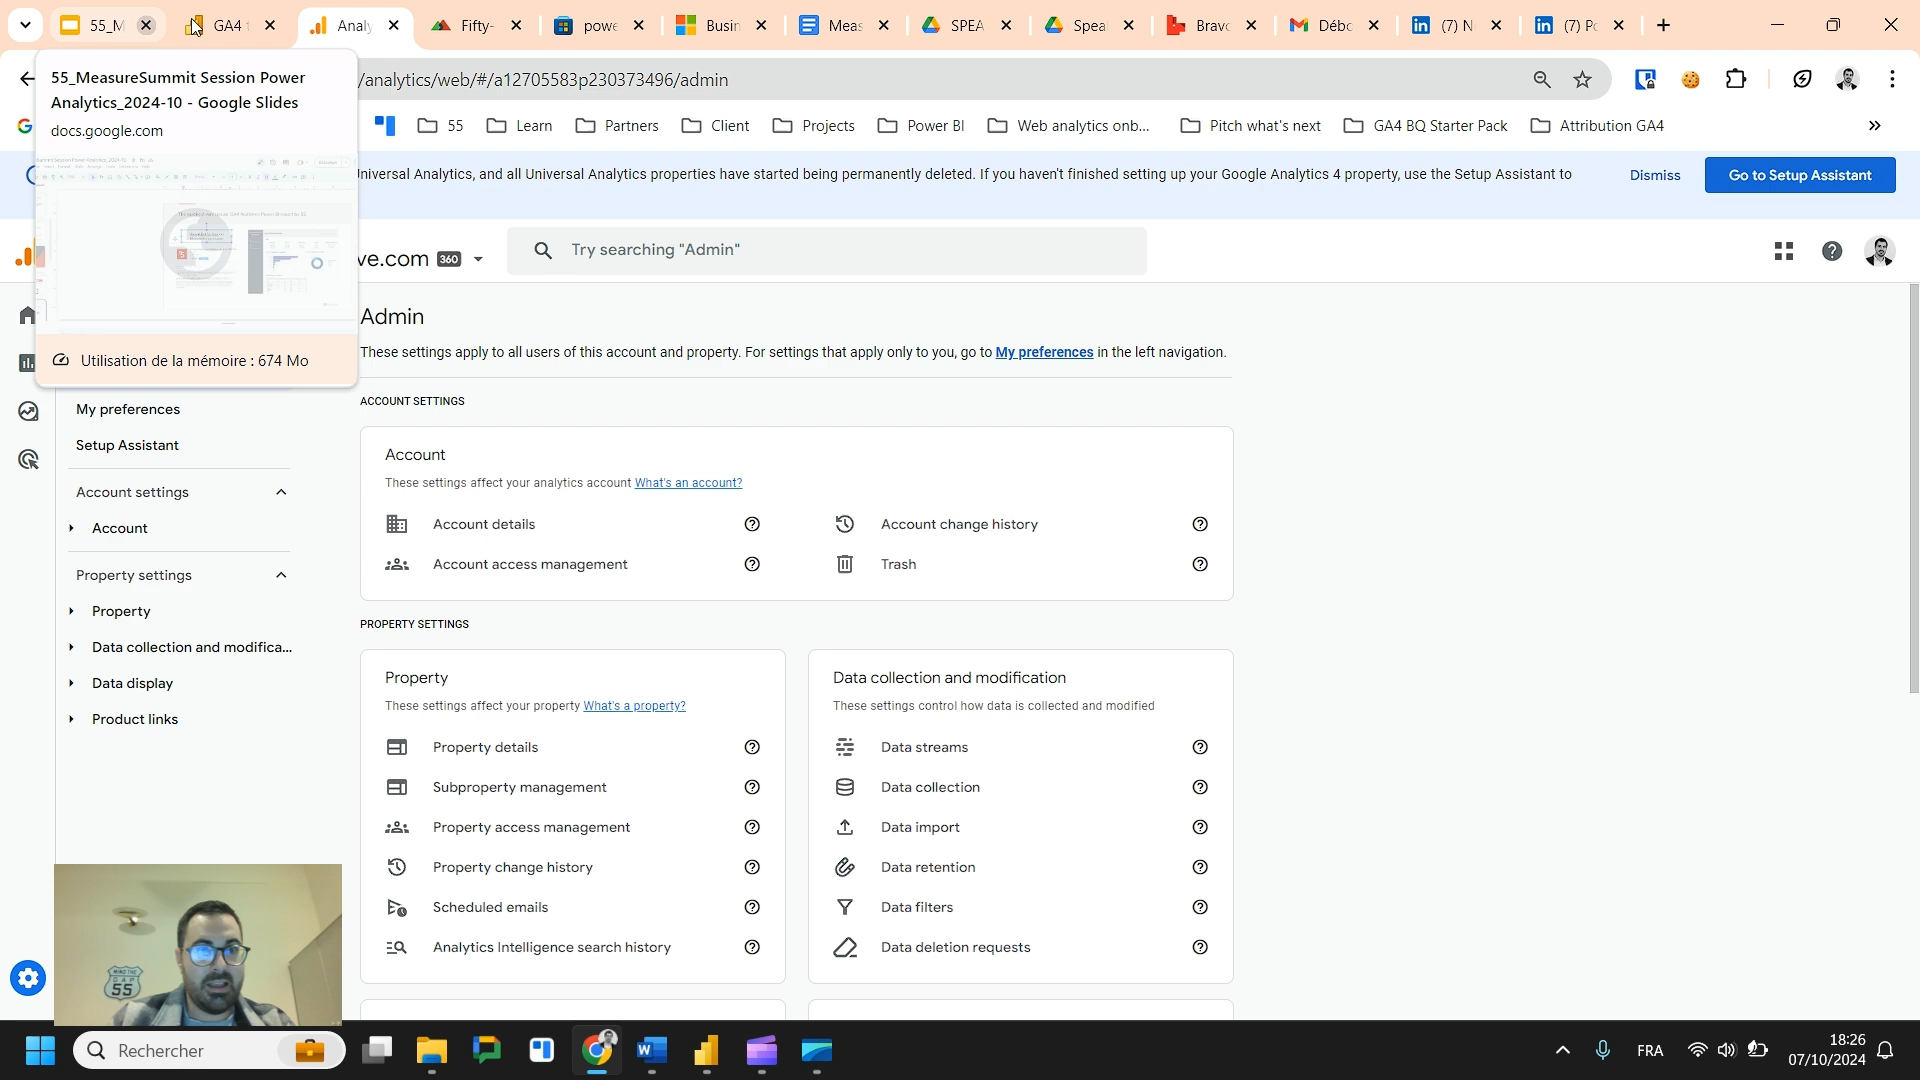 55_M
GA4
Analy
Fifty-
powe
Busin
Meas
SPEA
Speal
Bravo
Débo
(7) N
(7) Po
55_MeasureSummit Session Power
Analytics_2024-10 - Google Slides
docs.google.com
Utilisation de la mémoire : 674 Mo
/analytics/web/#/a12705583p230373496/admin
55
Learn
Partners
Client
Projects
Power BI
Web analytics onb...
Pitch what's next
GA4 BQ Starter Pack
Attribution GA4
Universal Analytics, and all Universal Analytics properties have started being permanently deleted. If you haven't finished setting up your Google Analytics 4 property, use the Setup Assistant to
Dismiss
Go to Setup Assistant
ve.com 360
Try searching "Admin"
My preferences
Setup Assistant
Account settings
Account
Property settings
Property
Data collection and modifica...
Data display
Product links
Admin
These settings apply to all users of this account and property. For settings that apply only to you, go to My preferences in the left navigation.
ACCOUNT SETTINGS
Account
These settings affect your analytics account What's an account?
Account details
Account change history
Account access management
Trash
PROPERTY SETTINGS
Property
These settings affect your property What's a property?
Property details
Subproperty management
Property access management
Property change history
Scheduled emails
Analytics Intelligence search history
Data collection and modification
These settings control how data is collected and modified
Data streams
Data collection
Data import
Data retention
Data filters
Data deletion requests
MIND THE
GAP
55
Rechercher
FRA
18:26
07/10/2024